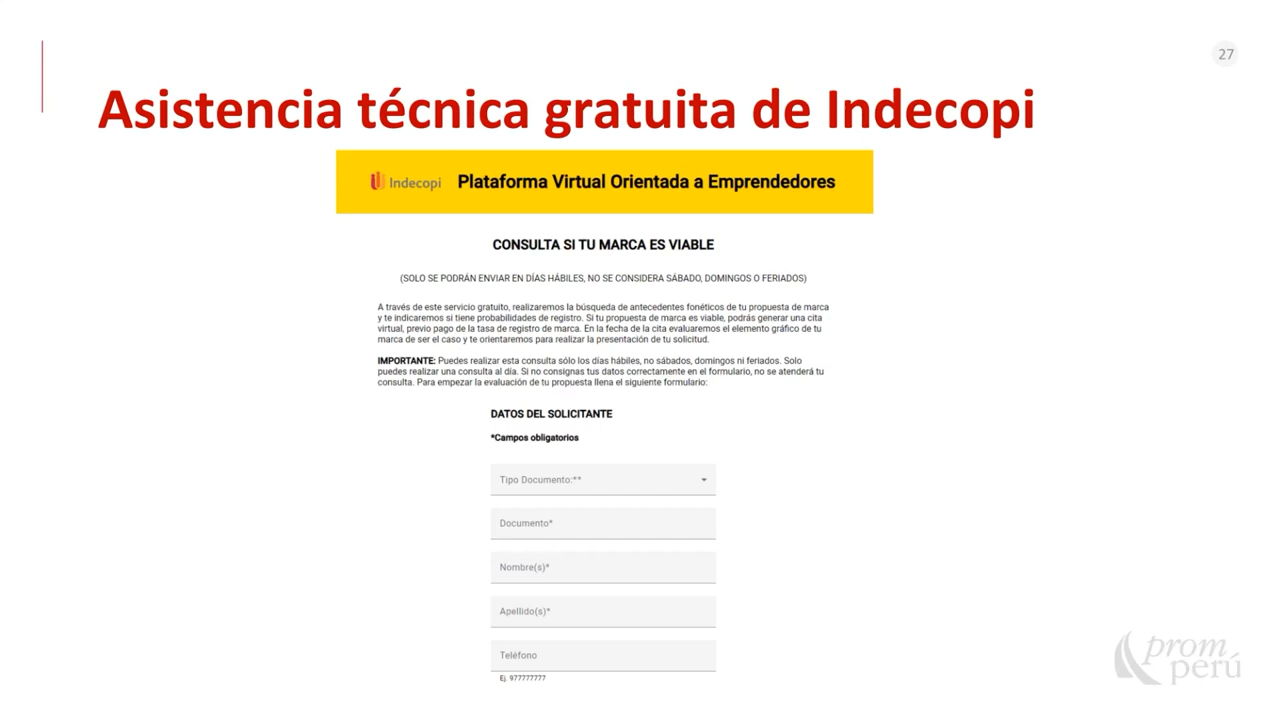 27
Asistencia técnica gratuita de Indecopi
Indecopi Plataforma Virtual Orientada a Emprendedores
CONSULTA SI TU MARCA ES VIABLE
(SOLO SE PODRÁN ENVIAR EN DÍAS HÁBILES, NO SE CONSIDERA SÁBADO, DOMINGOS O FERIADOS)
A través de este servicio gratuito, realizaremos la búsqueda de antecedentes fonéticos de tu propuesta de marca
y te indicaremos si tiene probabilidades de registro. Si tu propuesta de marca es viable, podrás generar una cita
virtual, previo pago de la tasa de registro de marca. En la fecha de la cita evaluaremos el elemento gráfico de tu
marca de ser el caso y te orientaremos para realizar la presentación de tu solicitud.
IMPORTANTE: Puedes realizar esta consulta sólo los días hábiles, no sábados, domingos ni feriados. Solo
puedes realizar una consulta al día. Si no consignas tus datos correctamente en el formulario, no se atenderá tu
consulta. Para empezar la evaluación de tu propuesta llena el siguiente formulario:
DATOS DEL SOLICITANTE
*Campos obligatorios
Tipo Documento:**
Documento*
Nombre(s)*
Apellido(s)*
Teléfono
Ej. 977777777
prom
perú